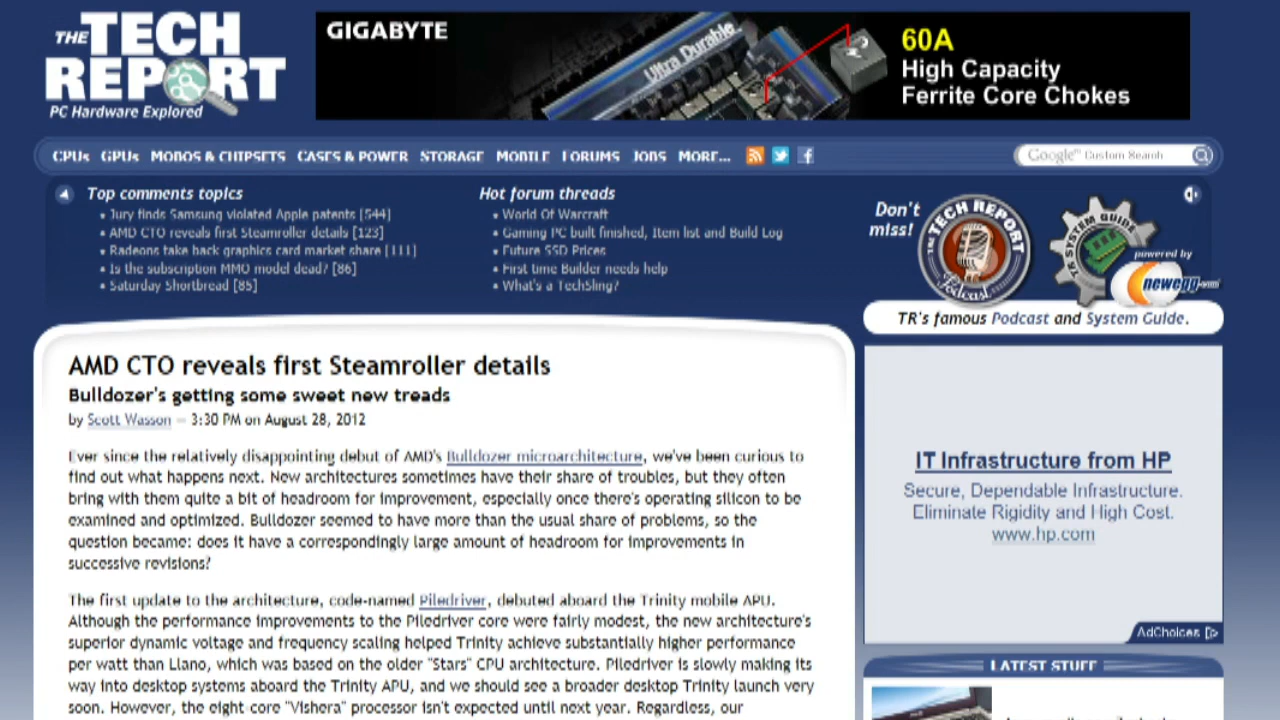 THE TECH REPORT
PC Hardware Explored
GIGABYTE
Ultra Durable
60A
High Capacity
Ferrite Core Chokes
CPUs GPUs MOBOS & CHIPSETS CASES & POWER STORAGE MOBILE FORUMS JOBS MORE...
Google™ Custom Search
Top comments topics
• Jury finds Samsung violated Apple patents [544]
• AMD CTO reveals first Steamroller details [123]
• Radeons take back graphics card market share [111]
• Is the subscription MMO model dead? [86]
• Saturday Shortbread [85]
Hot forum threads
• World Of Warcraft
• Gaming PC built finished, Item list and Build Log
• Future SSD Prices
• First time Builder needs help
• What's a TechSling?
Don't
miss!
THE TECH REPORT
Podcast
TR SYSTEM GUIDE
powered by
newegg.com
TR's famous Podcast and System Guide.
AMD CTO reveals first Steamroller details
Bulldozer's getting some sweet new treads
by Scott Wasson — 3:30 PM on August 28, 2012
Ever since the relatively disappointing debut of AMD's Bulldozer microarchitecture, we've been curious to
find out what happens next. New architectures sometimes have their share of troubles, but they often
bring with them quite a bit of headroom for improvement, especially once there's operating silicon to be
examined and optimized. Bulldozer seemed to have more than the usual share of problems, so the
question became: does it have a correspondingly large amount of headroom for improvements in
successive revisions?
The first update to the architecture, code-named Piledriver, debuted aboard the Trinity mobile APU.
Although the performance improvements to the Piledriver core were fairly modest, the new architecture's
superior dynamic voltage and frequency scaling helped Trinity achieve substantially higher performance
per watt than Llano, which was based on the older "Stars" CPU architecture. Piledriver is slowly making its
way into desktop systems aboard the Trinity APU, and we should see a broader desktop Trinity launch very
soon. However, the eight core "Vishera" processor isn't expected until next year. Regardless, our
IT Infrastructure from HP
Secure, Dependable Infrastructure.
Eliminate Rigidity and High Cost.
www.hp.com
AdChoices
LATEST STUFF